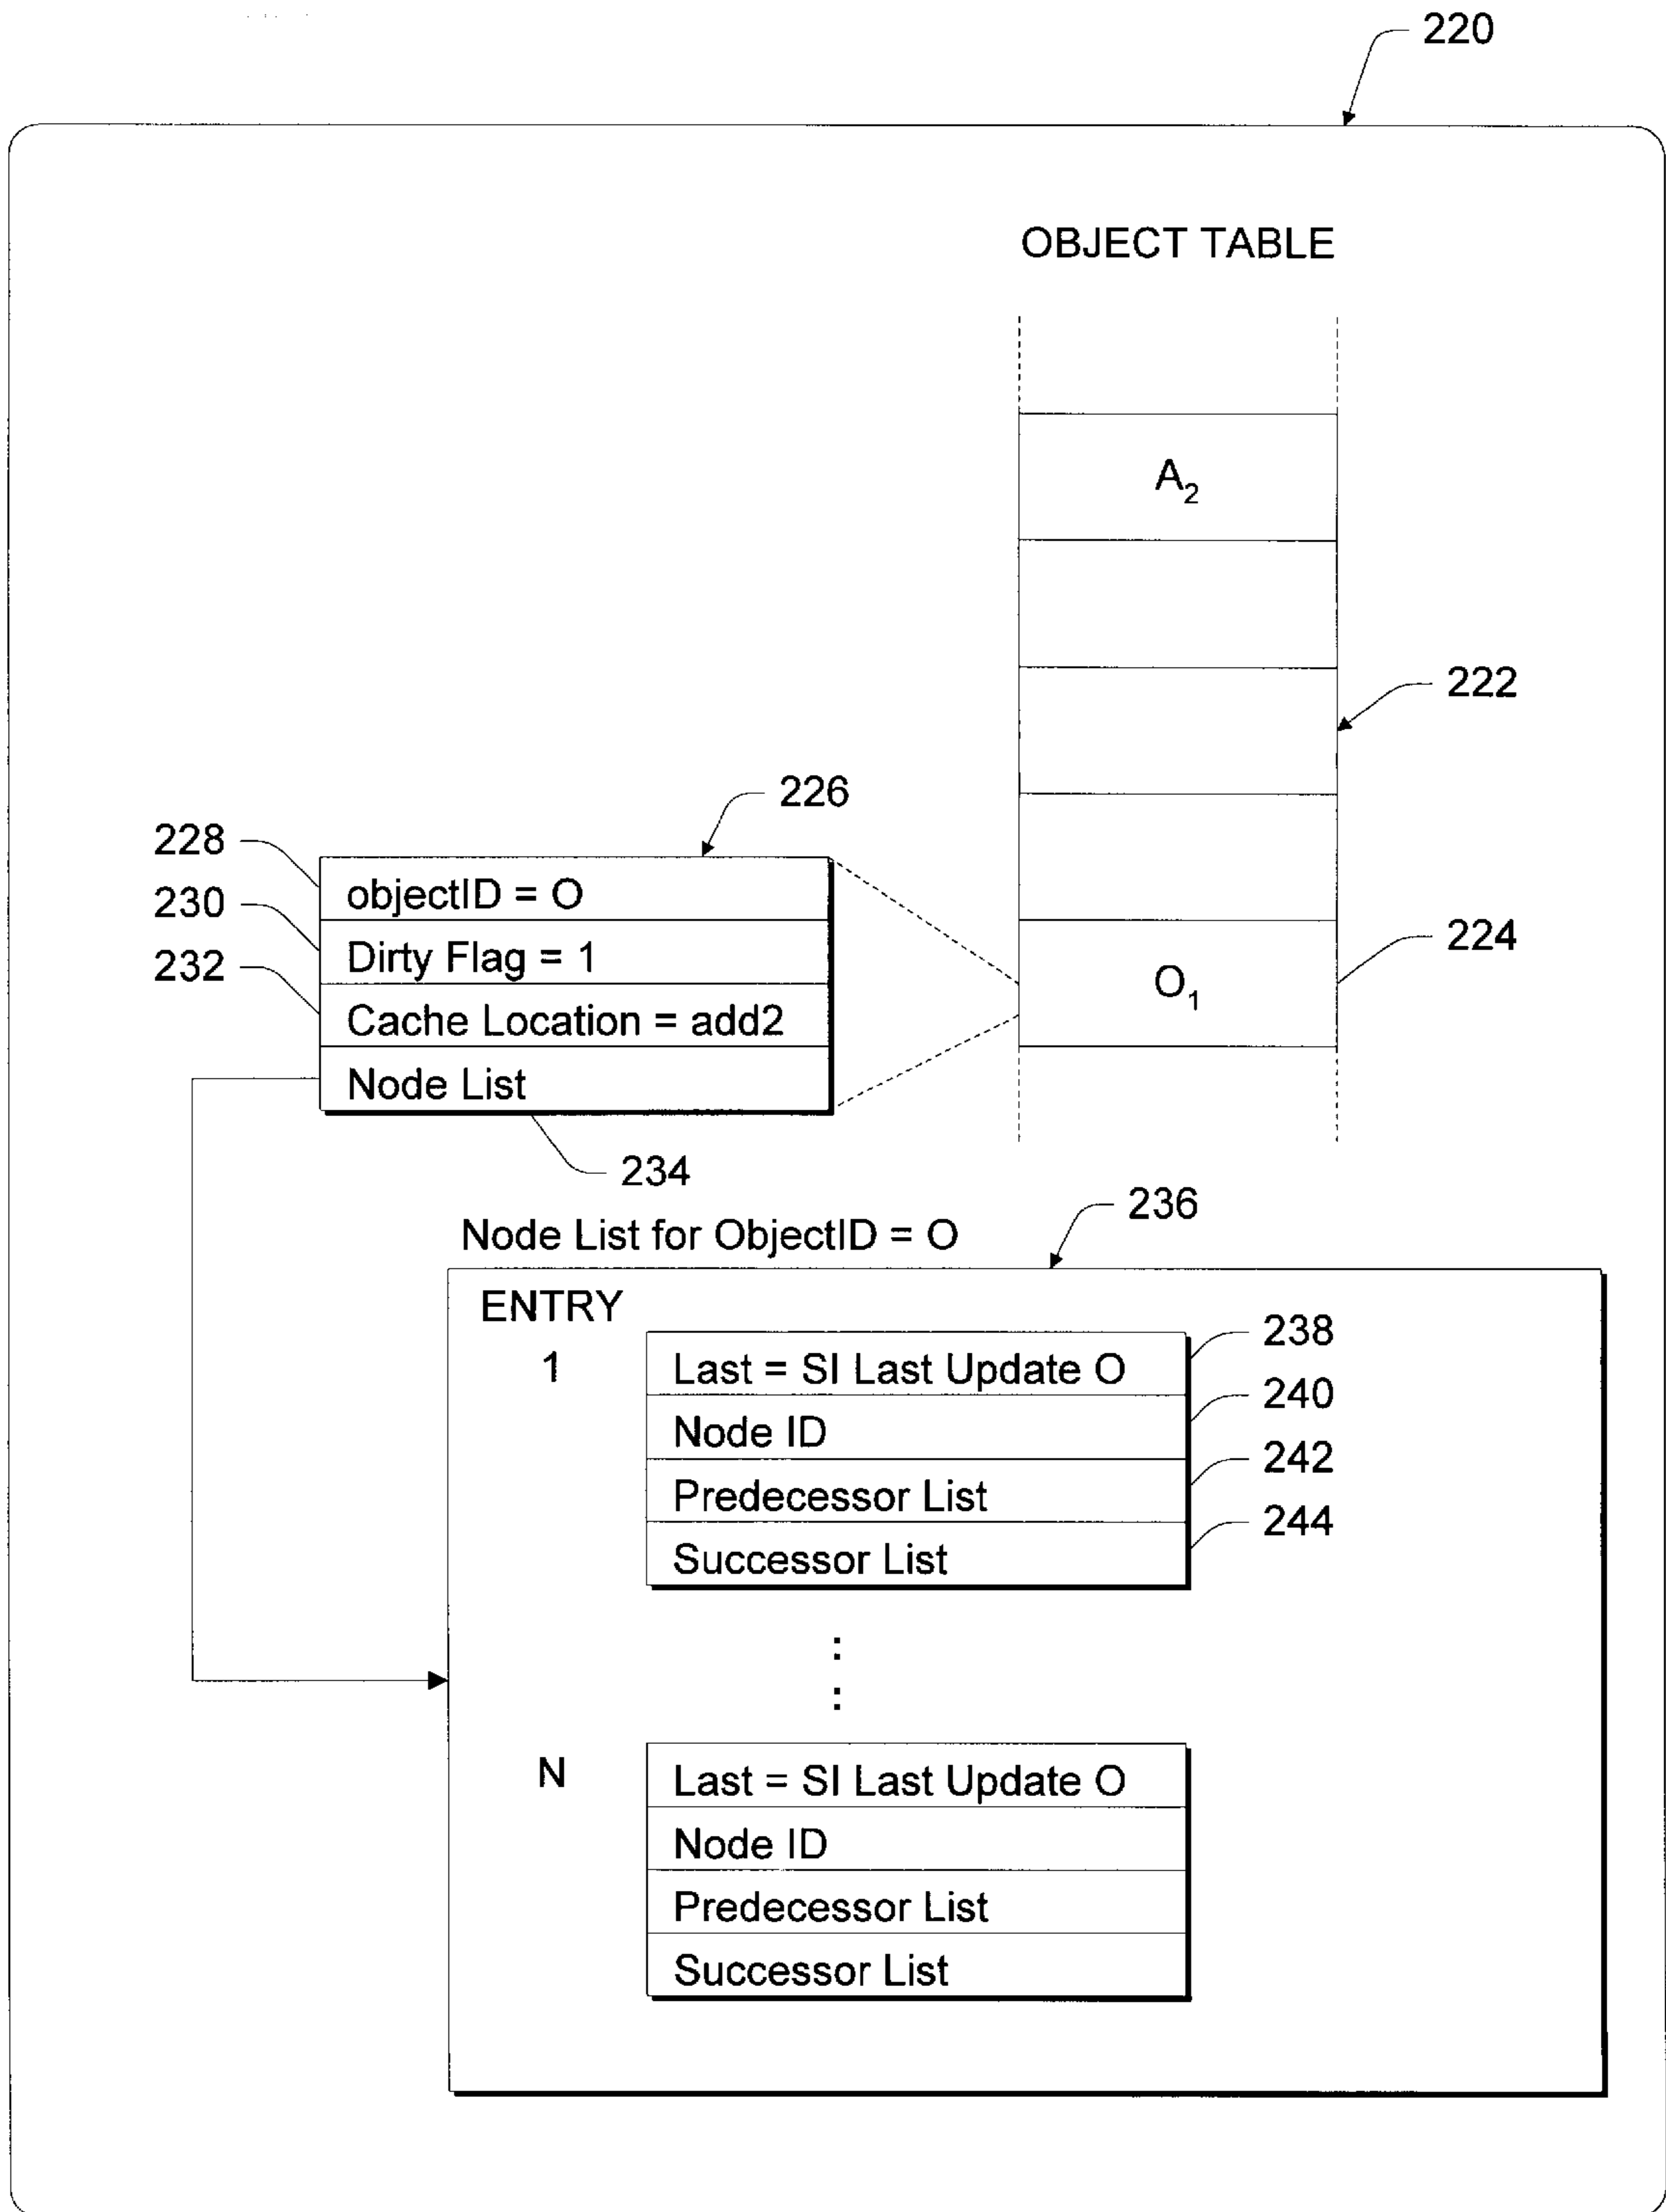 220
OBJECT TABLE
A₂
222
226
228
objectID = O
230
Dirty Flag = 1
232
Cache Location = add2
Node List
224
O₁
234
236
Node List for ObjectID = O
ENTRY
1
238
Last = SI Last Update O
240
Node ID
242
Predecessor List
244
Successor List
:
:
N
Last = SI Last Update O
Node ID
Predecessor List
Successor List